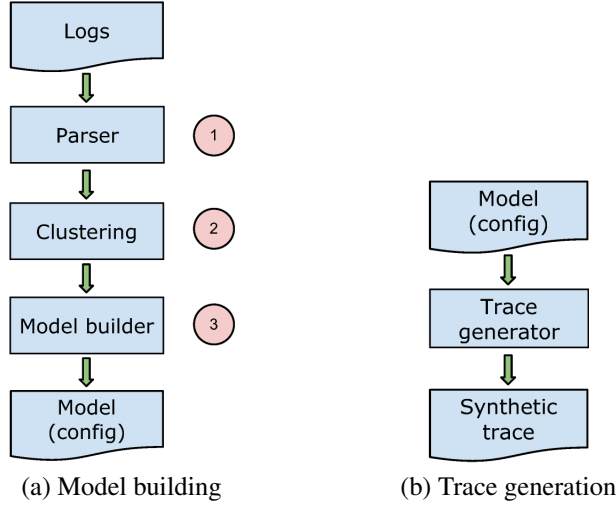 Logs
Parser
1
Clustering
2
Model builder
3
Model
(config)
(a) Model building
Model
(config)
Trace
generator
Synthetic
trace
(b) Trace generation